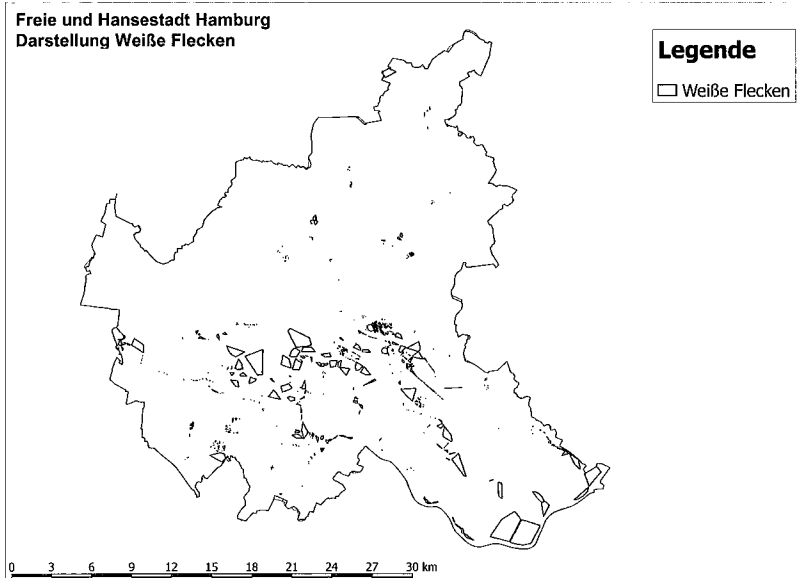 Freie und Hansestadt Hamburg
Darstellung Weiße Flecken
Legende
Weiße Flecken
0 3 6 9 12 15 18 21 24 27 30 km